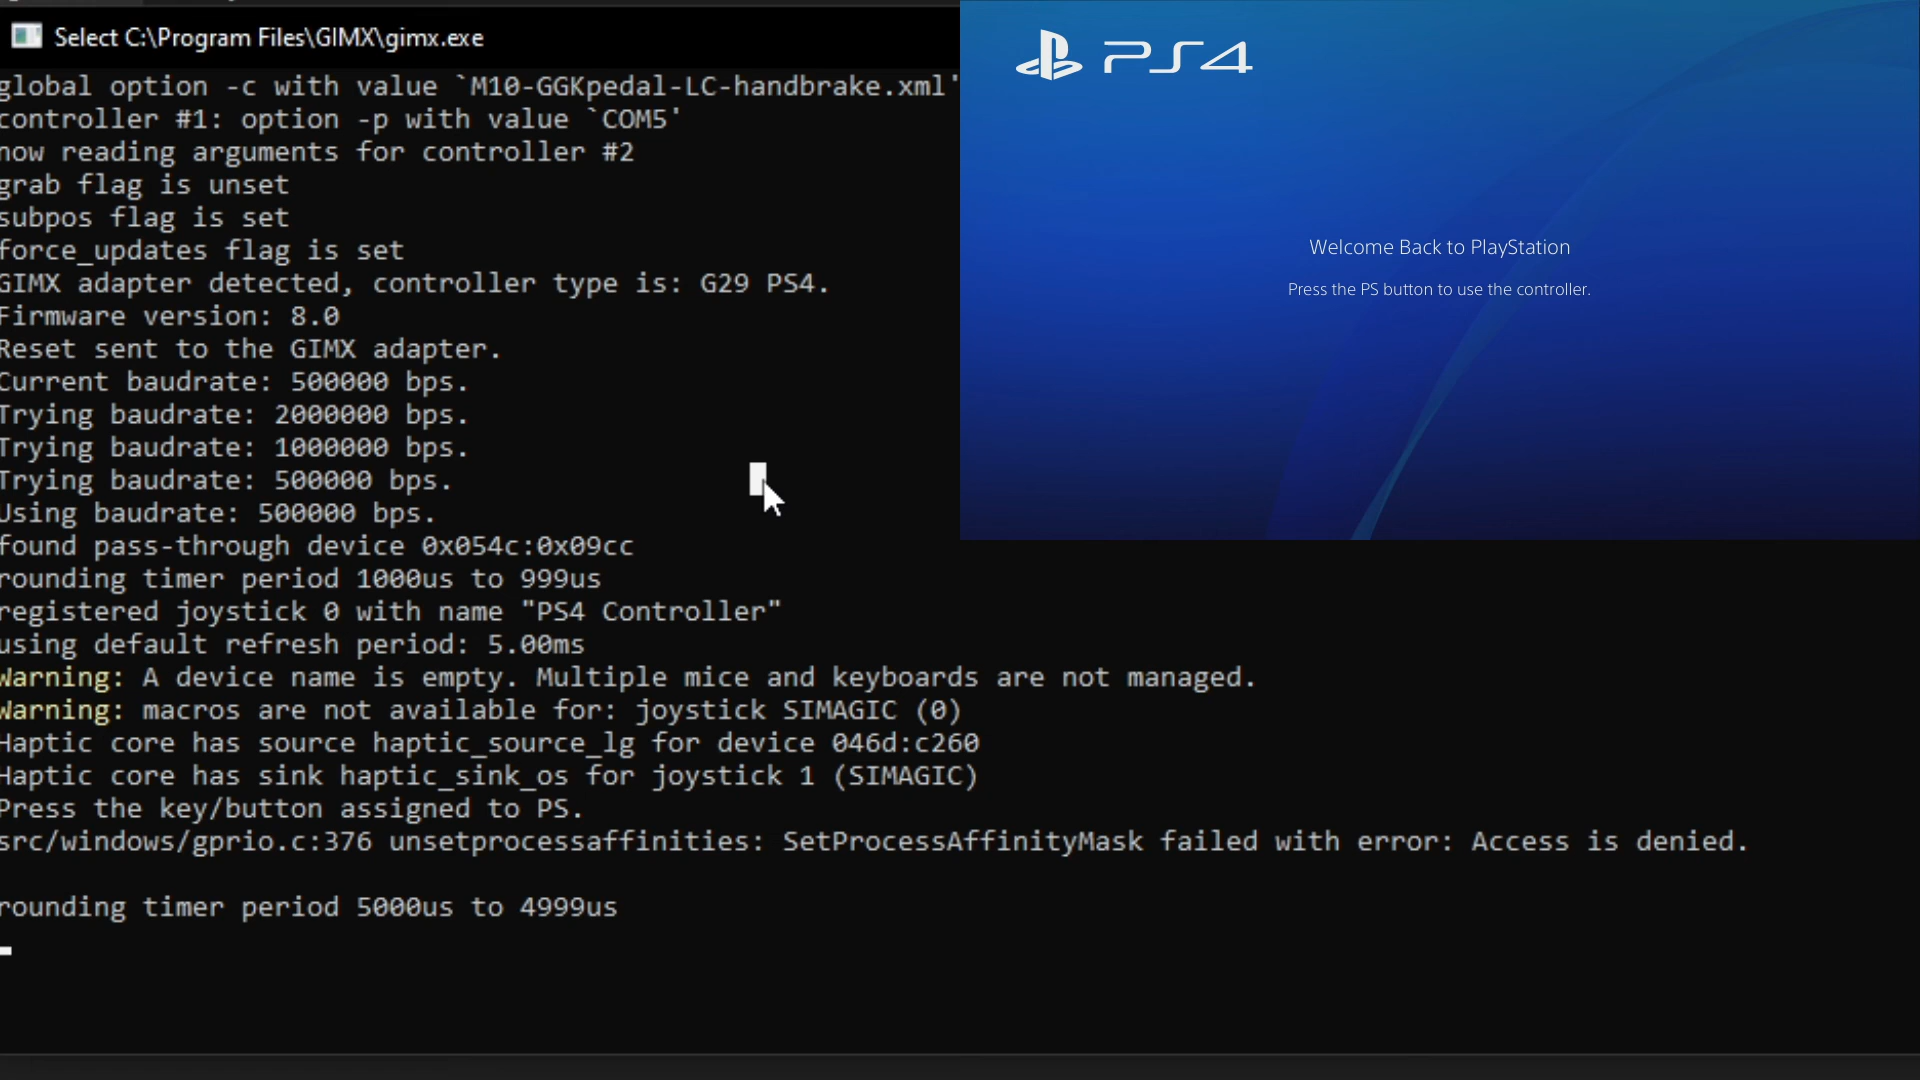 Select C:\Program Files\GIMX\gimx.exe
global option -c with value `M10-GGKpedal-LC-handbrake.xml'
controller #1: option -p with value `COM5'
now reading arguments for controller #2
grab flag is unset
subpos flag is set
force_updates flag is set
GIMX adapter detected, controller type is: G29 PS4.
Firmware version: 8.0
Reset sent to the GIMX adapter.
Current baudrate: 500000 bps.
Trying baudrate: 2000000 bps.
Trying baudrate: 1000000 bps.
Trying baudrate: 500000 bps.
Using baudrate: 500000 bps.
found pass-through device 0x054c:0x09cc
rounding timer period 1000us to 999us
registered joystick 0 with name "PS4 Controller"
using default refresh period: 5.00ms
Warning: A device name is empty. Multiple mice and keyboards are not managed.
Warning: macros are not available for: joystick SIMAGIC (0)
Haptic core has source haptic_source_lg for device 046d:c260
Haptic core has sink haptic_sink_os for joystick 1 (SIMAGIC)
Press the key/button assigned to PS.
src/windows/gprio.c:376 unsetprocessaffinities: SetProcessAffinityMask failed with error: Access is denied.
rounding timer period 5000us to 4999us
PS4
Welcome Back to PlayStation
Press the PS button to use the controller.